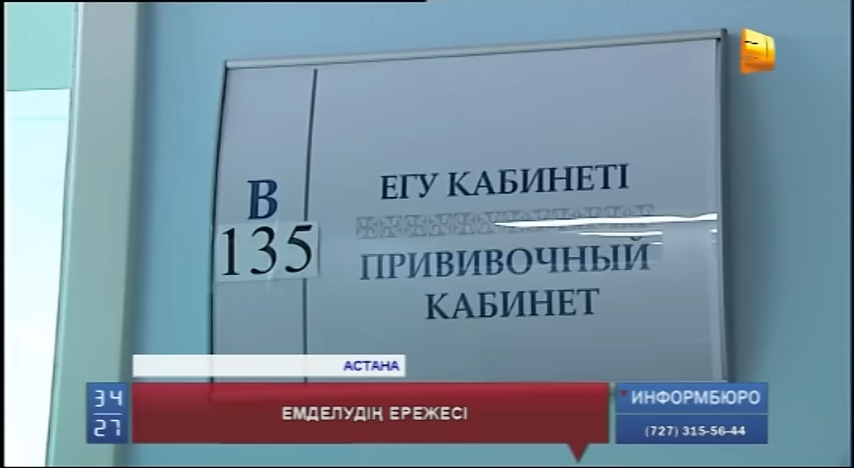 В
135
ЕГУ КАБИНЕТІ
ПРИВИВОЧНЫЙ
КАБИНЕТ
АСТАНА
34
27
ЕМДЕЛУДІҢ ЕРЕЖЕСІ
ИНФОРМБЮРО
(727) 315-56-44